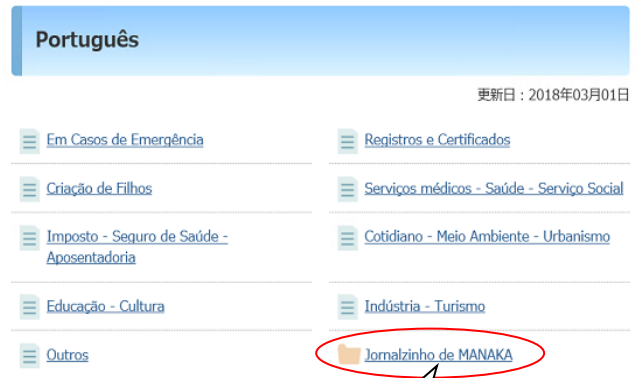 Português
更新日：2018年03月01日
Em Casos de Emergência
Registros e Certificados
Criação de Filhos
Serviços médicos - Saúde - Serviço Social
Imposto - Seguro de Saúde -
Aposentadoria
Cotidiano - Meio Ambiente - Urbanismo
Educação - Cultura
Indústria - Turismo
Outros
Jornalzinho de MANAKA